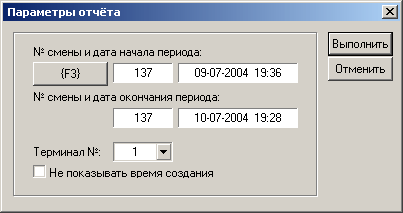 Параметры отчёта
№ смены и дата начала периода:
Выполнить
{F3} 137 09-07-2004 19:36
Отменить
№ смены и дата окончания периода:
137 10-07-2004 19:28
Терминал №: 1
Не показывать время создания